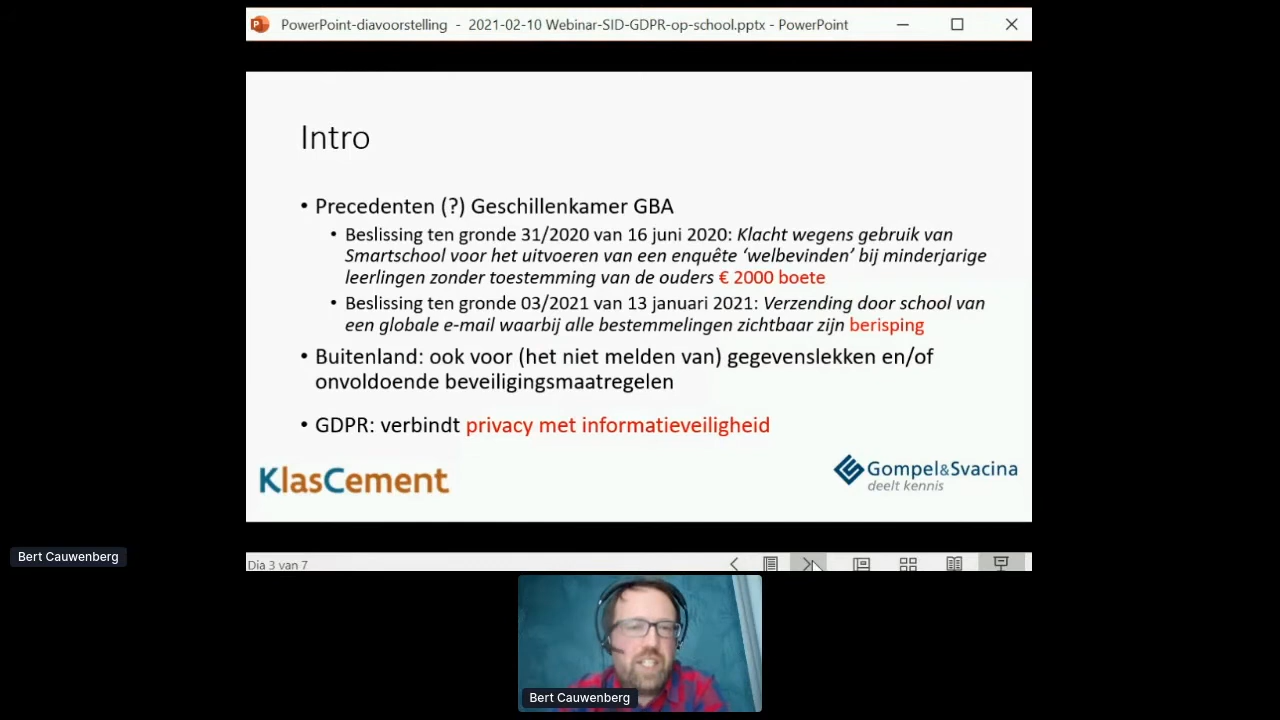 PowerPoint-diavoorstelling - 2021-02-10 Webinar-SID-GDPR-op-school.pptx - PowerPoint
Intro
• Precedenten (?) Geschillenkamer GBA
• Beslissing ten gronde 31/2020 van 16 juni 2020: Klacht wegens gebruik van
Smartschool voor het uitvoeren van een enquête ‘welbevinden’ bij minderjarige
leerlingen zonder toestemming van de ouders € 2000 boete
• Beslissing ten gronde 03/2021 van 13 januari 2021: Verzending door school van
een globale e-mail waarbij alle bestemmelingen zichtbaar zijn berisping
• Buitenland: ook voor (het niet melden van) gegevenslekken en/of
onvoldoende beveiligingsmaatregelen
• GDPR: verbindt privacy met informatieveiligheid
KlasCement
Gompel&Svacina
deelt kennis
Bert Cauwenberg
Dia 3 van 7
Bert Cauwenberg